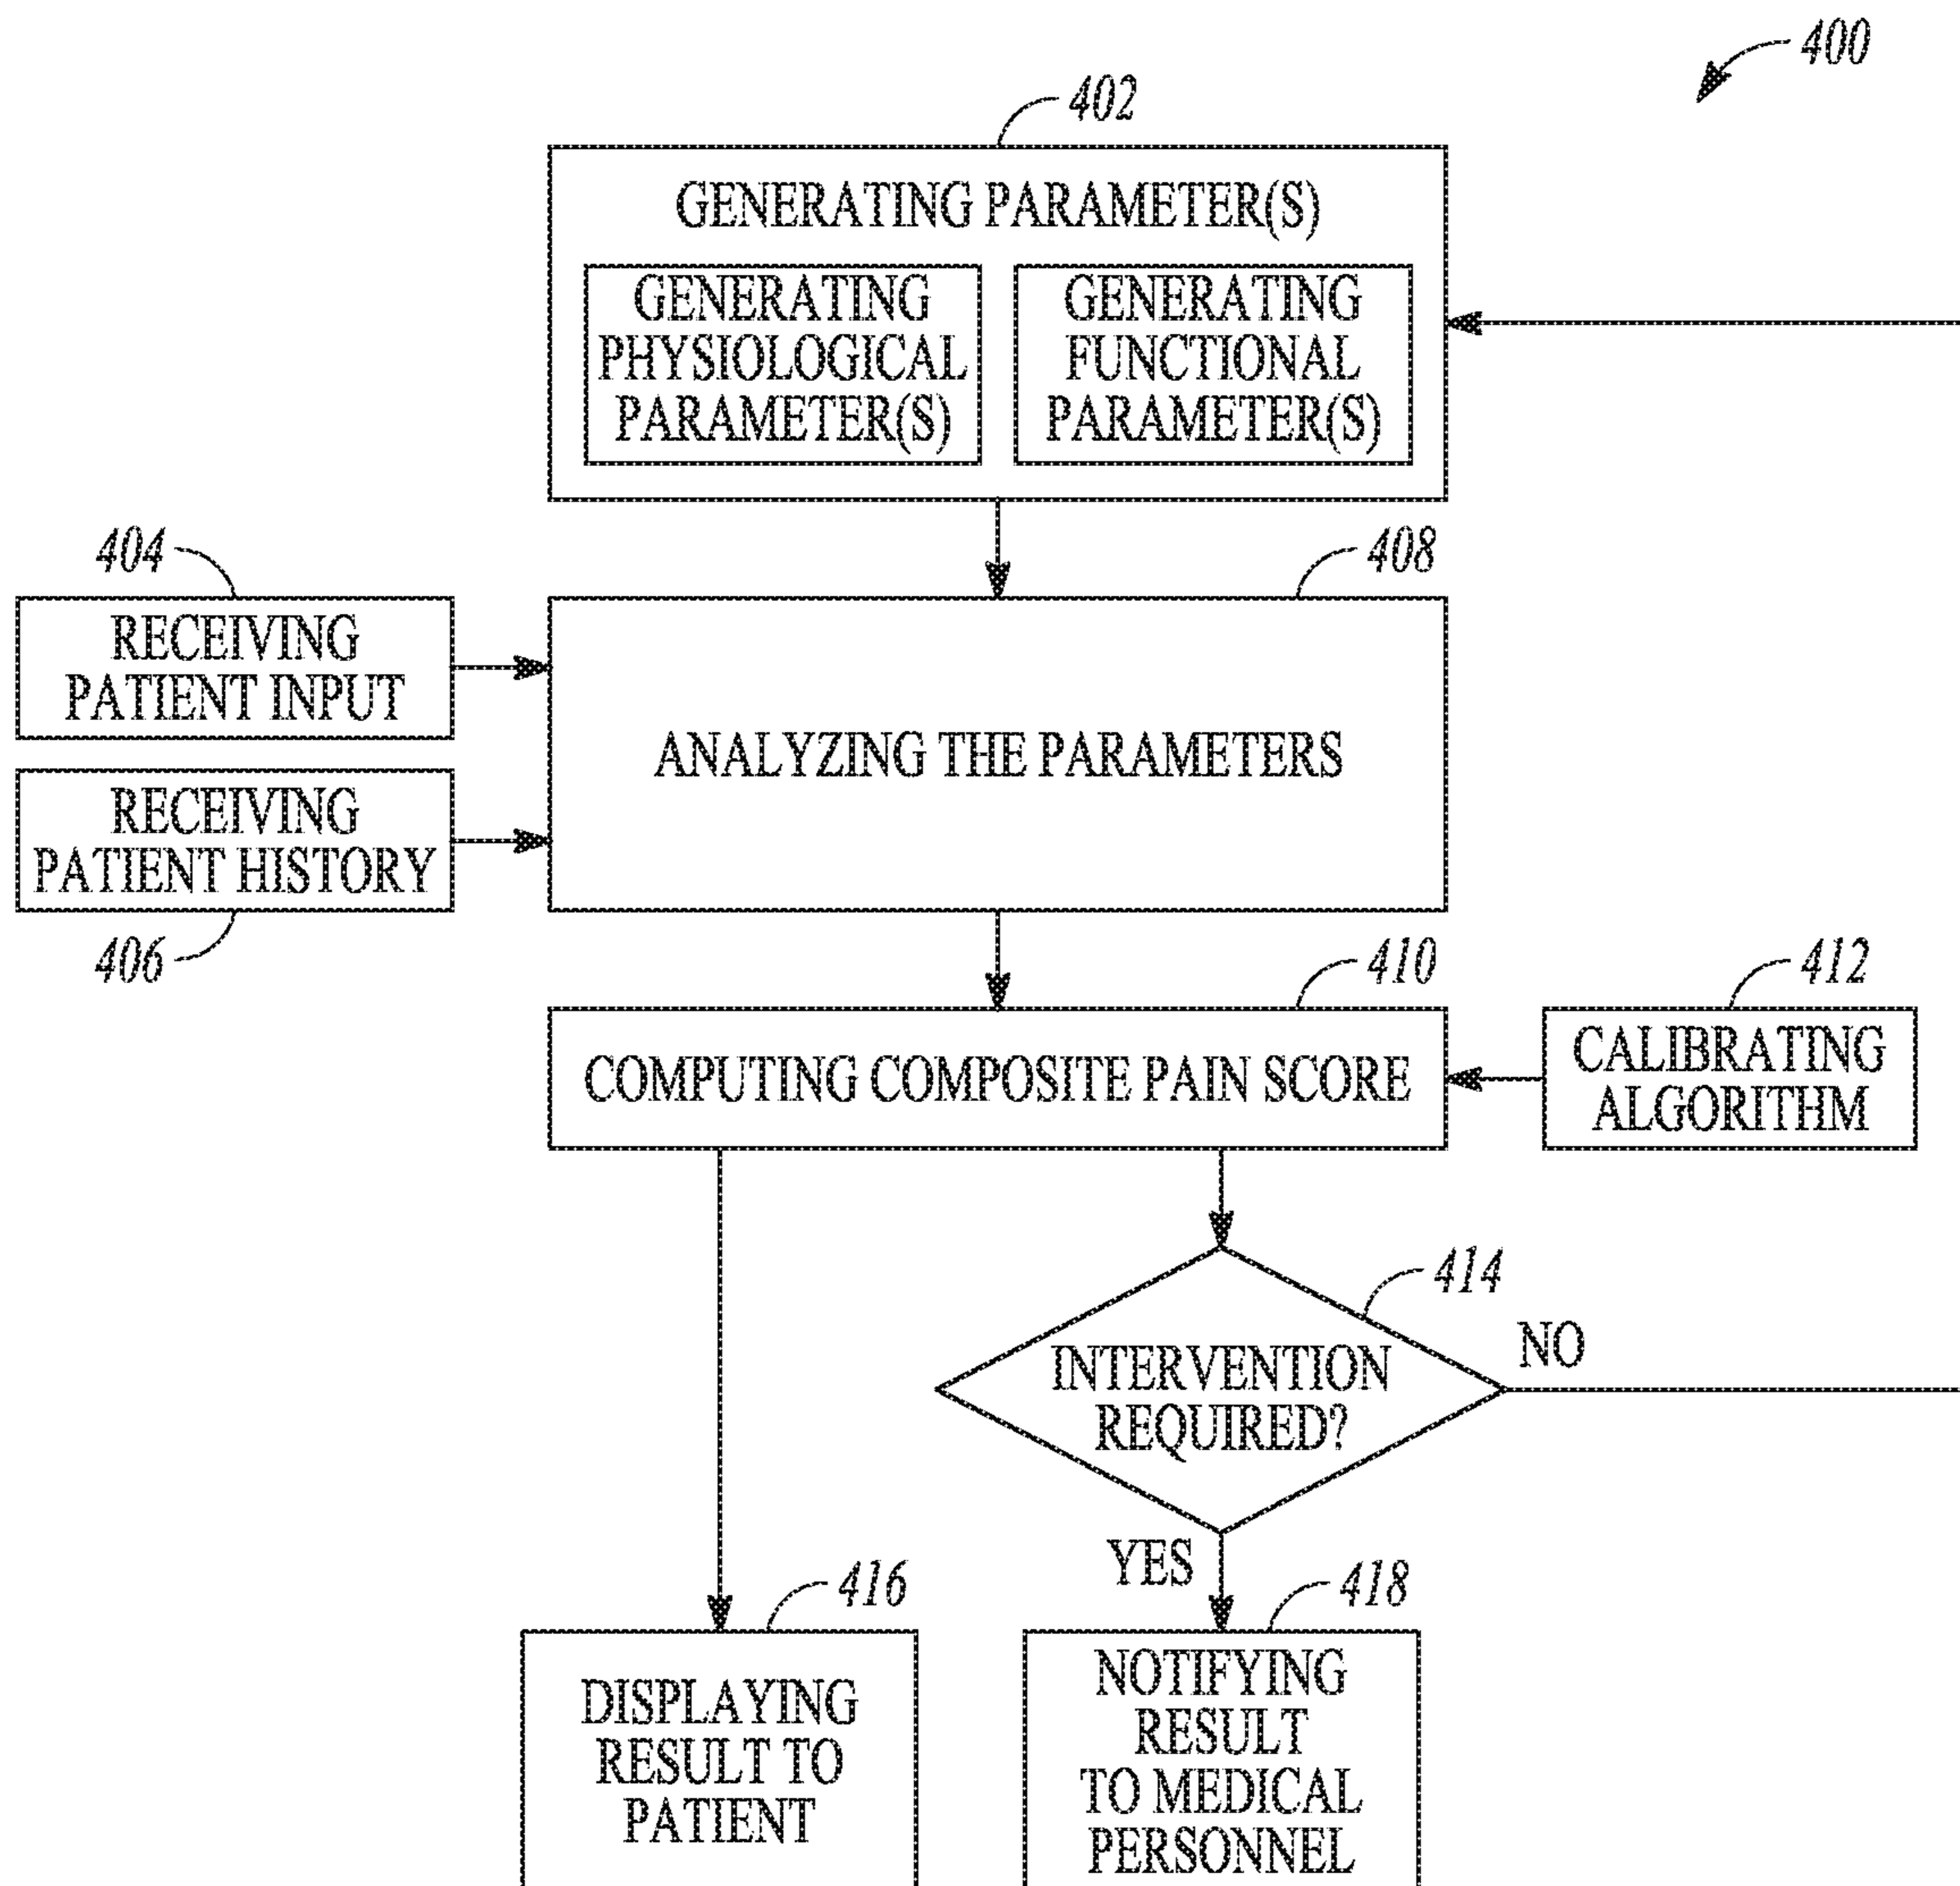 400
402
GENERATING PARAMETER(S)
GENERATING
PHYSIOLOGICAL
PARAMETER(S)
GENERATING
FUNCTIONAL
PARAMETER(S)
404
408
RECEIVING
PATIENT INPUT
ANALYZING THE PARAMETERS
RECEIVING
PATIENT HISTORY
406
410
412
COMPUTING COMPOSITE PAIN SCORE
CALIBRATING
ALGORITHM
414
INTERVENTION
REQUIRED?
NO
YES
416
418
DISPLAYING
RESULT TO
PATIENT
NOTIFYING
RESULT
TO MEDICAL
PERSONNEL